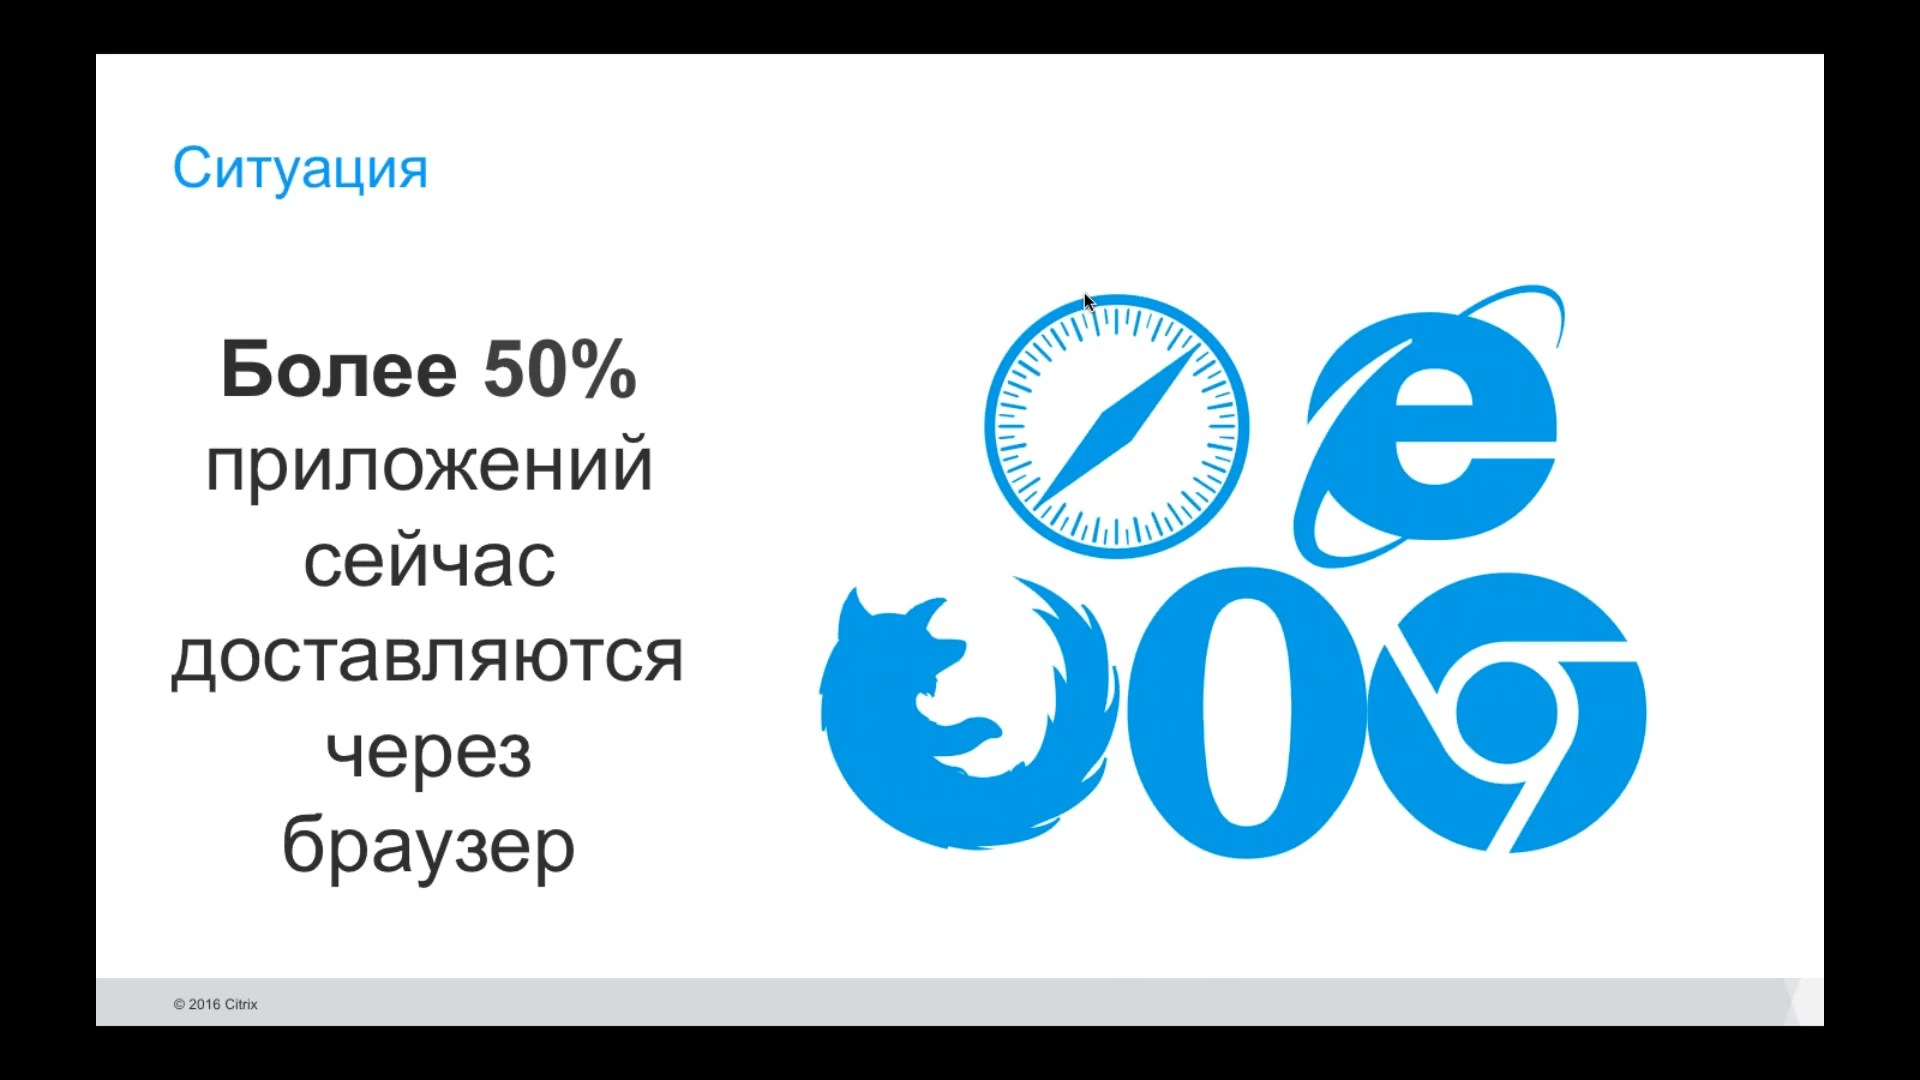 Ситуация
Более 50%
приложений
сейчас
доставляются
через
браузер
© 2016 Citrix